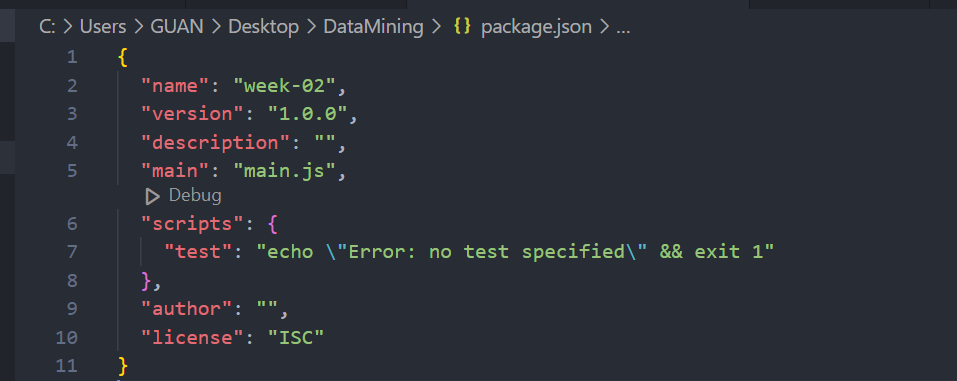 C: > Users > GUAN > Desktop > DataMining > {} package.json > ...
1 {
2 "name": "week-02",
3 "version": "1.0.0",
4 "description": "",
5 "main": "main.js",
Debug
6 "scripts": {
7 "test": "echo \"Error: no test specified\" && exit 1"
8 },
9 "author": "",
10 "license": "ISC"
11 }